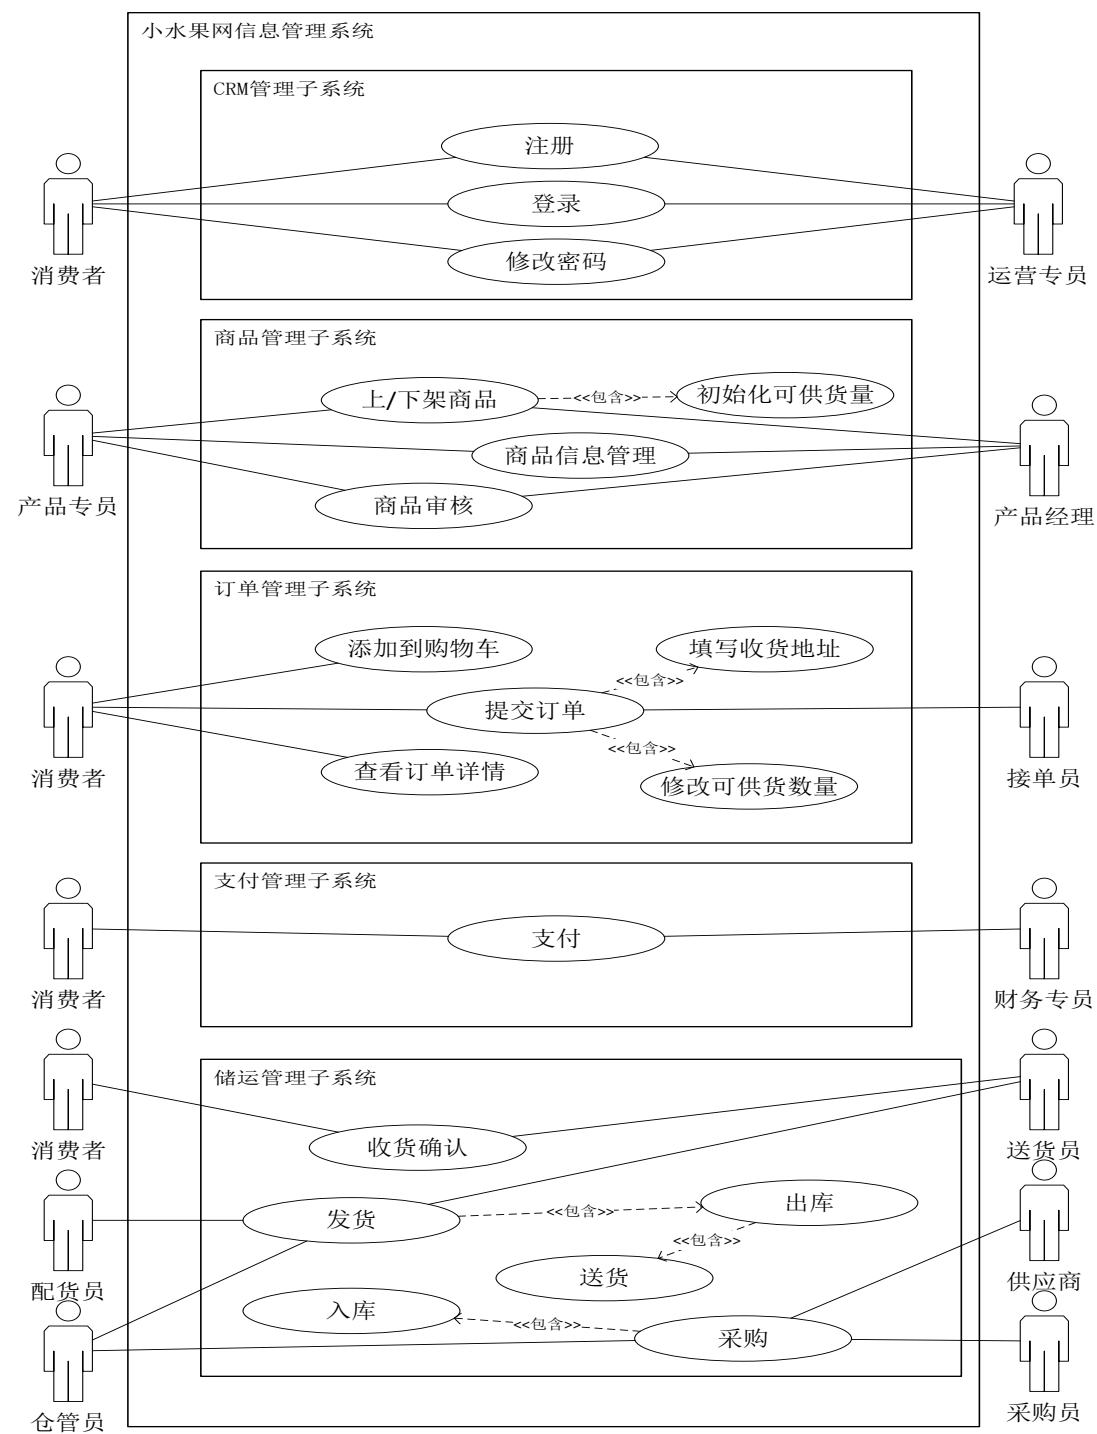 小水果网信息管理系统
CRM管理子系统
注册
登录
修改密码
消费者
运营专员
商品管理子系统
上/下架商品
<<包含>>
初始化可供货量
商品信息管理
商品审核
产品专员
产品经理
订单管理子系统
添加到购物车
填写收货地址
<<包含>>
提交订单
<<包含>>
查看订单详情
修改可供货数量
消费者
接单员
支付管理子系统
支付
消费者
财务专员
储运管理子系统
收货确认
消费者
送货员
发货
<<包含>>
出库
<<包含>>
送货
配货员
供应商
入库
<<包含>>
采购
仓管员
采购员